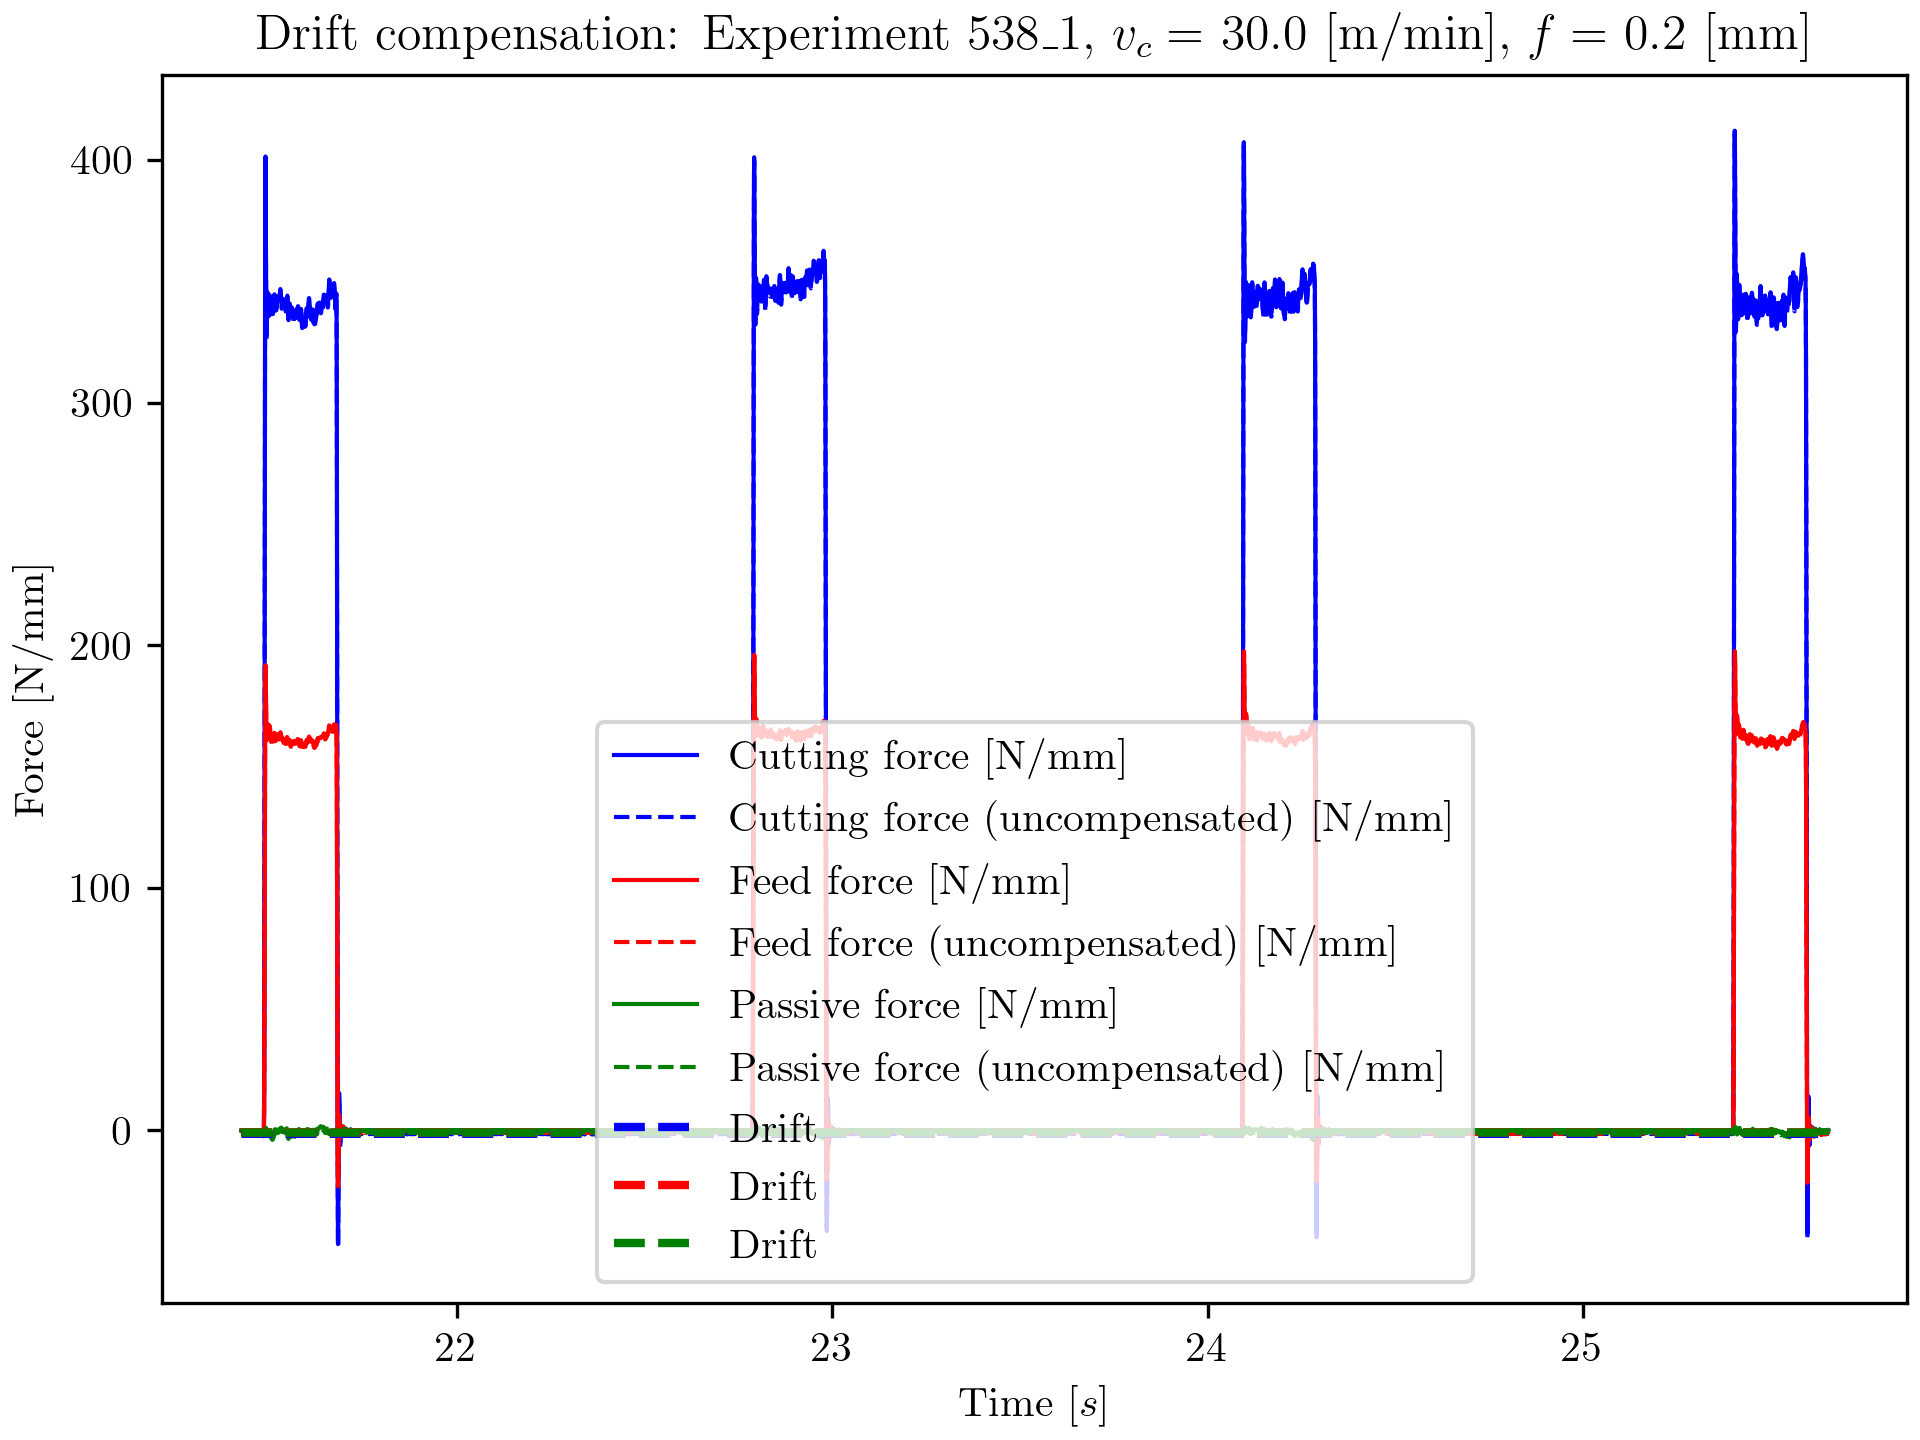 Drift compensation: Experiment 538_1, v_c = 30.0 [m/min], f = 0.2 [mm]
400
300
200
100
0
Force [N/mm]
Cutting force [N/mm]
Cutting force (uncompensated) [N/mm]
Feed force [N/mm]
Feed force (uncompensated) [N/mm]
Passive force [N/mm]
Passive force (uncompensated) [N/mm]
Drift
Drift
Drift
22 23 24 25
Time [s]